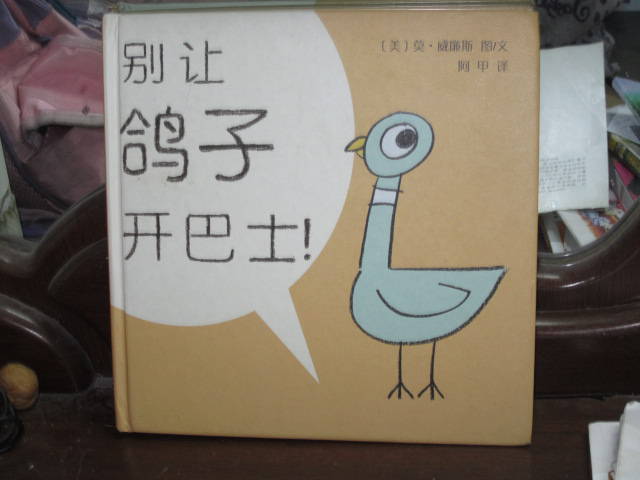 别让
鸽子
开巴士!
〔美〕莫·威廉斯 图/文
阿甲 译